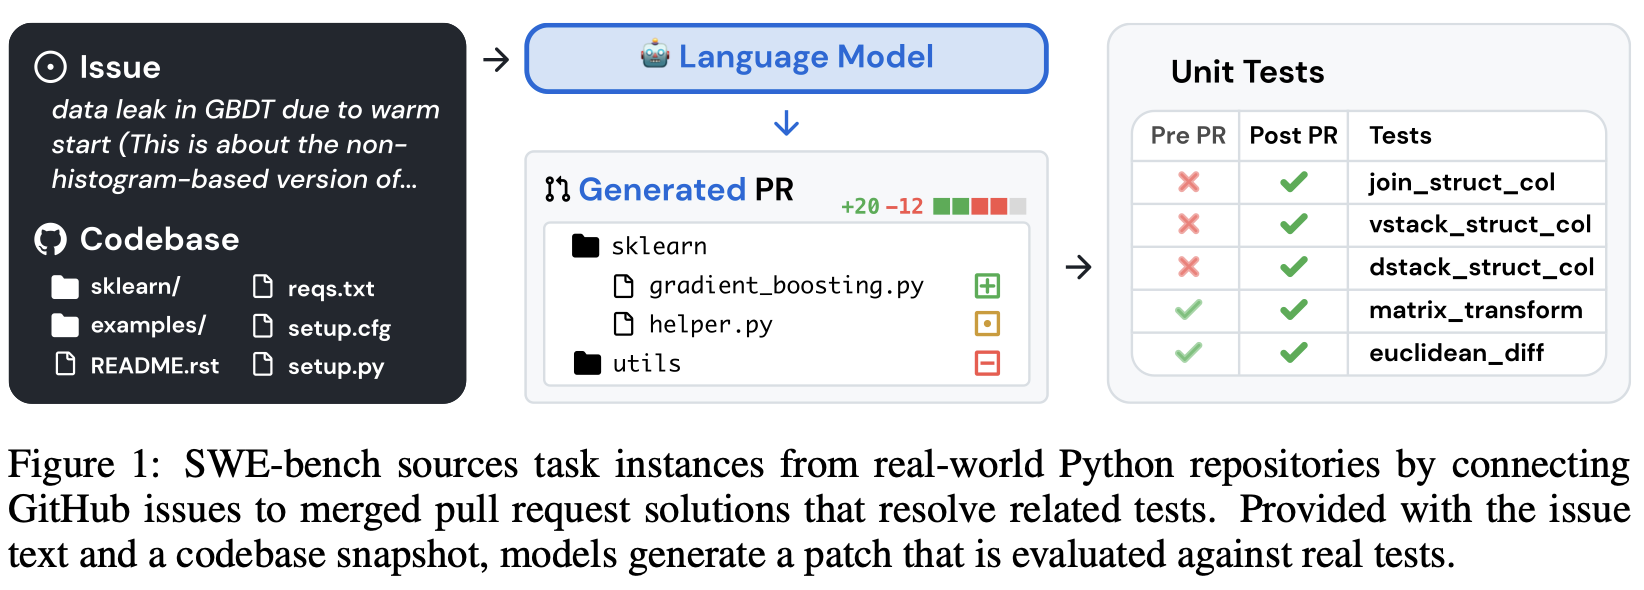 Issue
data leak in GBDT due to warm
start (This is about the non-
histogram-based version of...
Codebase
sklearn/
reqs.txt
examples/
setup.cfg
README.rst
setup.py
Language Model
Generated PR
+20 -12
sklearn
gradient_boosting.py
helper.py
utils
Unit Tests
Pre PR Post PR Tests
join_struct_col
vstack_struct_col
dstack_struct_col
matrix_transform
euclidean_diff
Figure 1: SWE-bench sources task instances from real-world Python repositories by connecting
GitHub issues to merged pull request solutions that resolve related tests. Provided with the issue
text and a codebase snapshot, models generate a patch that is evaluated against real tests.